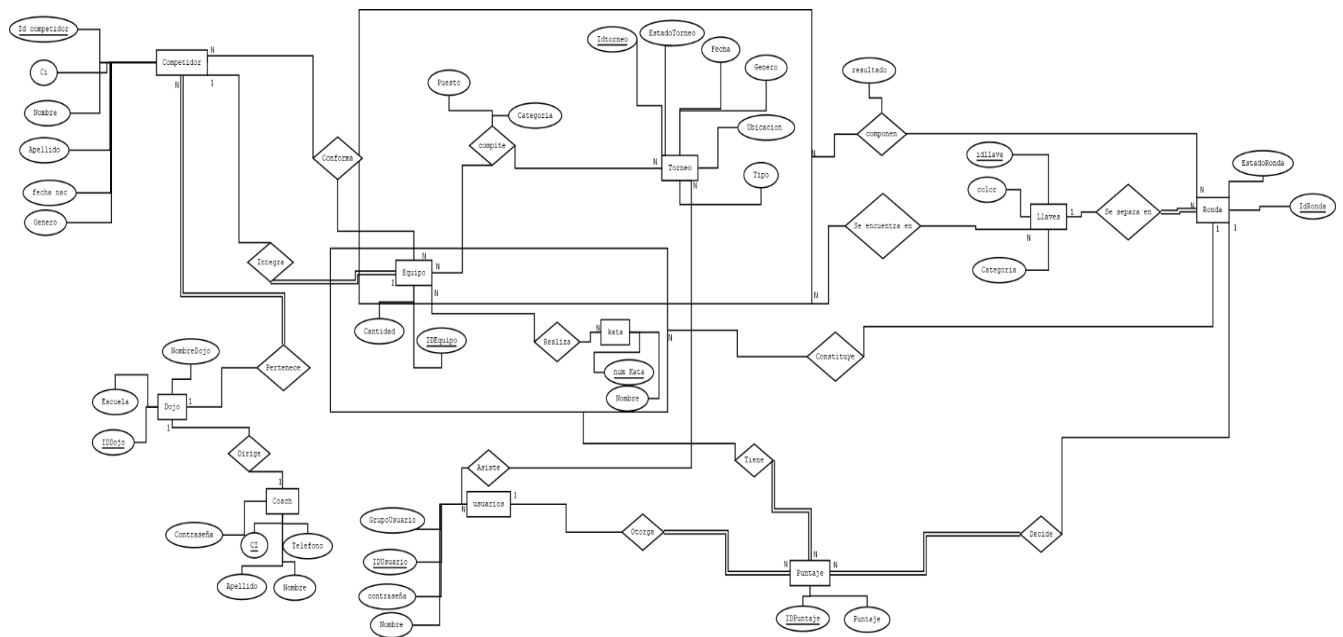 Id competidor
Ci
Nombre
Apellido
fecha nac
Genero
Competidor
N
N
1
Conforma
Integra
Pertenece
NombreDojo
Escuela
IDDojo
Dojo
1
1
Dirige
1
Coach
Contraseña
CI
Telefono
Apellido
Nombre
Puesto
Categoria
compite
Idtorneo
EstadoTorneo
Fecha
Genero
Ubicacion
Tipo
Torneo
N
N
Equipo
N
N
N
1
Cantidad
IDEquipo
Realiza
N
kata
num Kata
Nombre
N
N
N
resultado
componen
Se encuentra en
idllave
color
Categoria
Llaves
N
1
Se separa en
N
N
Ronda
1
1
EstadoRonda
IdRonda
Constituye
Tiene
Asiste
N
usuarios
1
GrupoUsuario
IDUsuario
contraseña
Nombre
Otorga
N
N
N
Puntaje
IDPuntaje
Puntaje
Decide